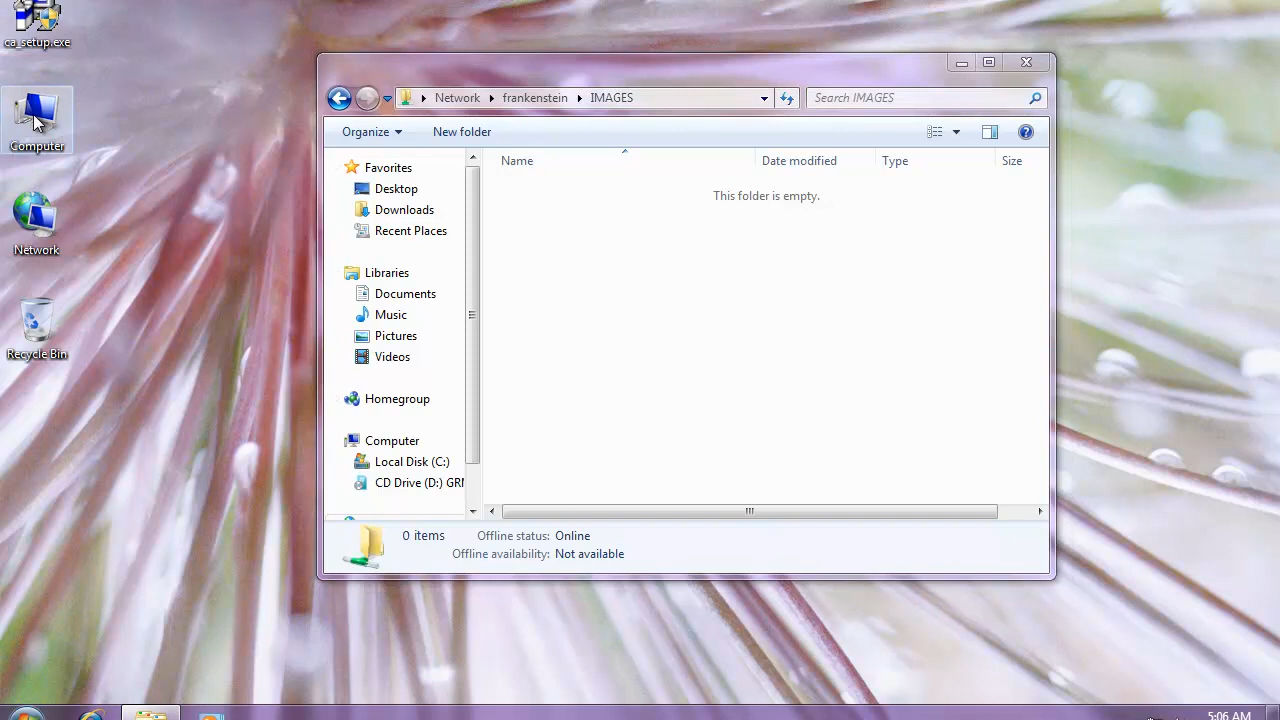 ca_setup.exe
Computer
Network
Recycle Bin
Network frankenstein IMAGES
Search IMAGES
Organize
New folder
Name Date modified Type Size
This folder is empty.
Favorites
Desktop
Downloads
Recent Places
Libraries
Documents
Music
Pictures
Videos
Homegroup
Computer
Local Disk (C:)
CD Drive (D:)
0 items Offline status: Online
Offline availability: Not available
5:06 AM